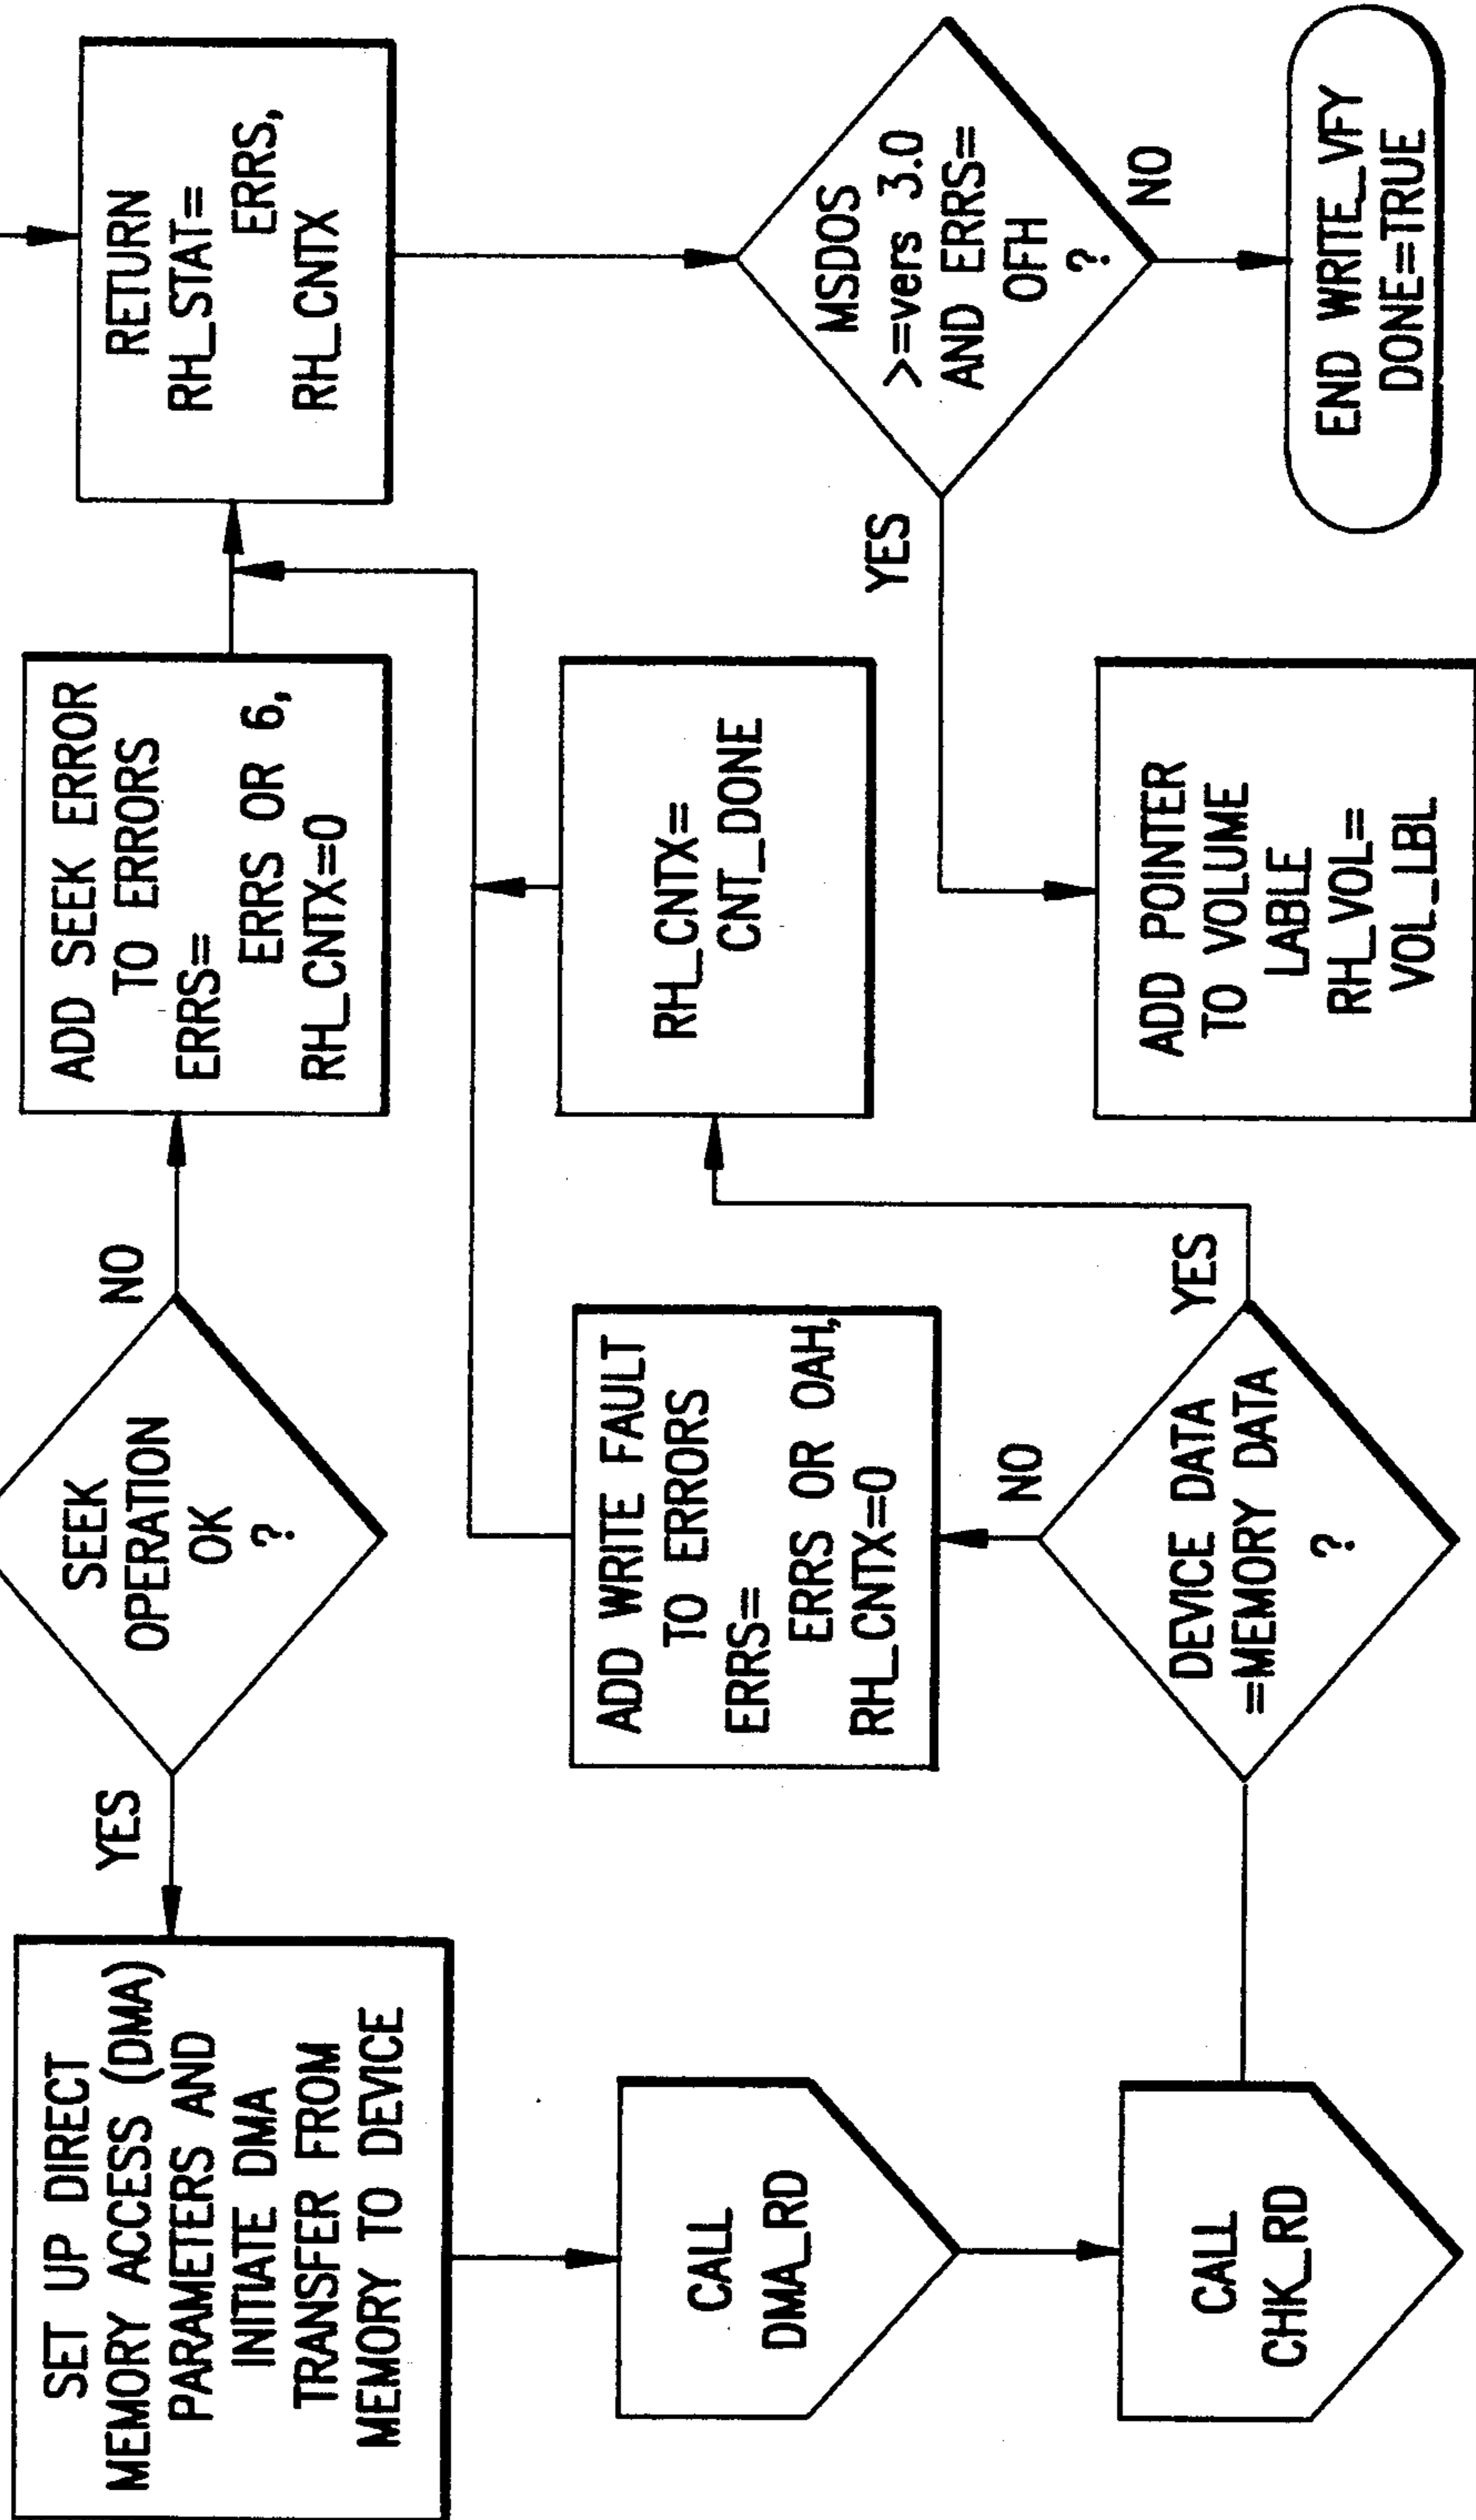 SEEK
OPERATION
OK
?
YES
NO
SET UP DIRECT
MEMORY ACCESS (DMA)
PARAMETERS AND
INITIATE DMA
TRANSFER FROM
MEMORY TO DEVICE
ADD SEEK ERROR
TO ERRORS
ERRS=
ERRS OR 6,
RH_CNTX=0
RETURN
RH_STAT=
ERRS,
RH_CNTX
CALL
DMA_RD
ADD WRITE FAULT
TO ERRORS
ERRS=
ERRS OR OAH,
RH_CNTX=0
RH_CNTX=
CNT_DONE
MSDOS
>=vers 3.0
AND ERRS=
OFH
?
YES
NO
CALL
CHK_RD
NO
DEVICE DATA
=MEMORY DATA
?
YES
ADD POINTER
TO VOLUME
LABLE
RH_VOL=
VOL_LBL
END WRITE_VFY
DONE=TRUE